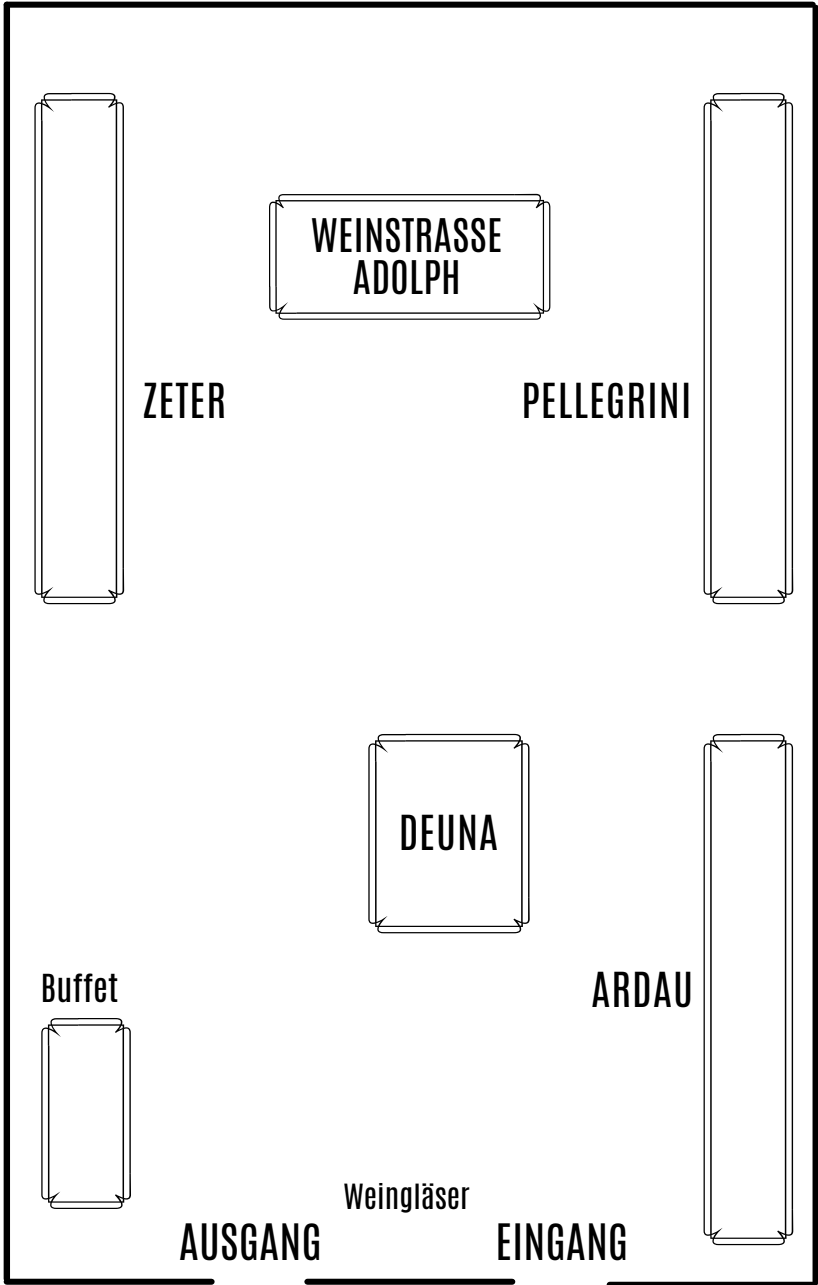 WEINSTRASSE
ADOLPH
ZETER
PELLEGRINI
DEUNA
Buffet
ARDAU
Weingläser
AUSGANG
EINGANG